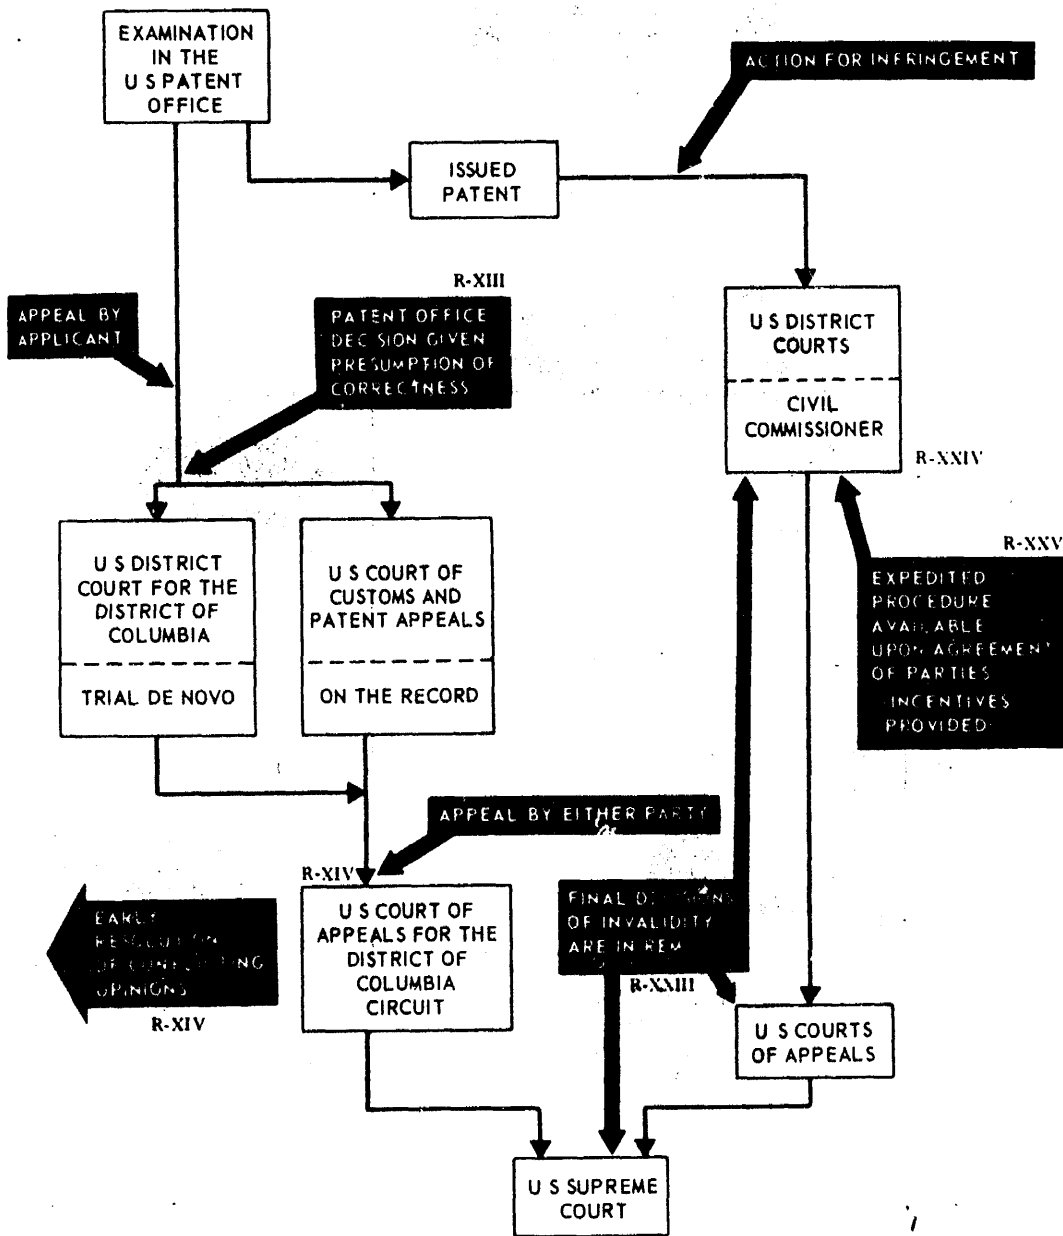 EXAMINATION
IN THE
U S PATENT
OFFICE
ACTION FOR INFRINGEMENT
ISSUED
PATENT
R-XIII
APPEAL BY
APPLICANT
PATENT OFFICE
DECISION GIVEN
PRESUMPTION OF
CORRECTNESS
U S DISTRICT
COURTS
CIVIL
COMMISSIONER
R-XXIV
U S DISTRICT
COURT FOR THE
DISTRICT OF
COLUMBIA
TRIAL DE NOVO
U S COURT OF
CUSTOMS AND
PATENT APPEALS
ON THE RECORD
R-XXV
EXPEDITED
PROCEDURE
AVAILABLE
UPON AGREEMENT
OF PARTIES
INCENTIVES
PROVIDED
APPEAL BY EITHER PARTY
R-XIV
EARLY
RESOLUTION
OF CONFLICTING
OPINIONS
R-XIV
U S COURT OF
APPEALS FOR THE
DISTRICT OF
COLUMBIA
CIRCUIT
FINAL DECISIONS
OF INVALIDITY
ARE IN REM
R-XXIII
U S COURTS
OF APPEALS
U S SUPREME
COURT